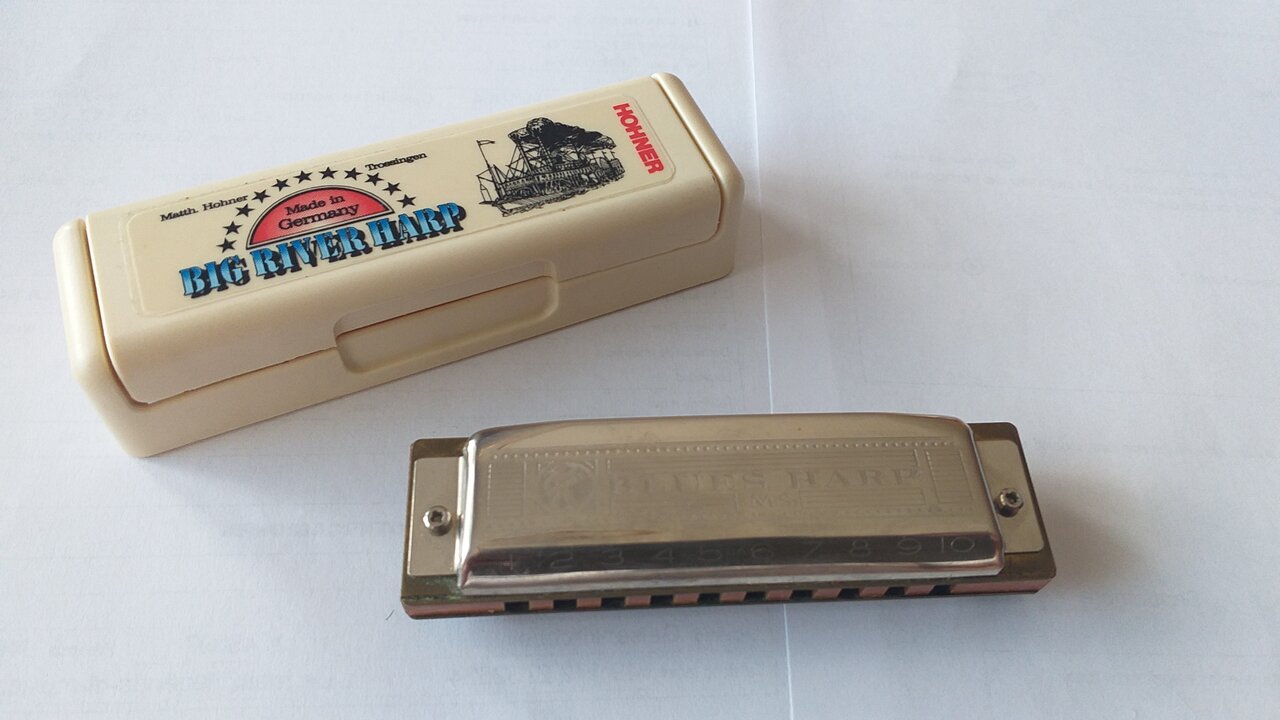 HOHNER
Matth. Hohner Trossingen
Made in
Germany
BIG RIVER HARP
BLUES HARP
MS
1 2 3 4 5 6 7 8 9 10